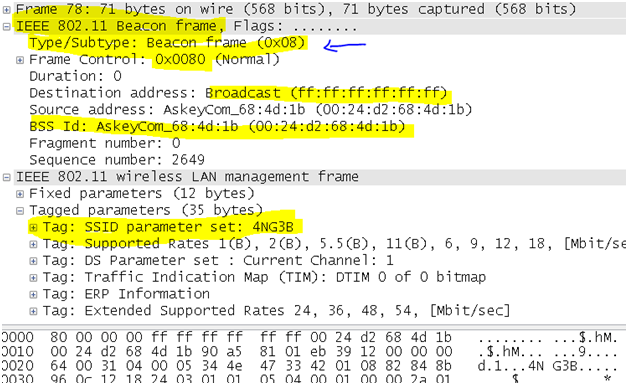 Frame 78: 71 bytes on wire (568 bits), 71 bytes captured (568 bits)
IEEE 802.11 Beacon frame, Flags: ........
Type/Subtype: Beacon frame (0x08)
Frame Control: 0x0080 (Normal)
Duration: 0
Destination address: Broadcast (ff:ff:ff:ff:ff:ff)
Source address: AskeyCom_68:4d:1b (00:24:d2:68:4d:1b)
BSS Id: AskeyCom_68:4d:1b (00:24:d2:68:4d:1b)
Fragment number: 0
Sequence number: 2649
IEEE 802.11 wireless LAN management frame
Fixed parameters (12 bytes)
Tagged parameters (35 bytes)
Tag: SSID parameter set: 4NG3B
Tag: Supported Rates 1(B), 2(B), 5.5(B), 11(B), 6, 9, 12, 18, [Mbit/se
Tag: DS Parameter set : Current Channel: 1
Tag: Traffic Indication Map (TIM): DTIM 0 of 0 bitmap
Tag: ERP Information
Tag: Extended Supported Rates 24, 36, 48, 54, [Mbit/sec]
0000 80 00 00 00 ff ff ff ff ff ff 00 24 d2 68 4d 1b ........ ...$.hM.
0010 00 24 d2 68 4d 1b 90 a5 81 01 eb 39 12 00 00 00 .$.hM... ...9....
0020 64 00 31 04 00 05 34 4e 47 33 42 01 08 82 84 8b d.1...4N G3B.....
0030 96 0c 12 18 24 03 01 01 05 04 00 01 00 00 2a 01